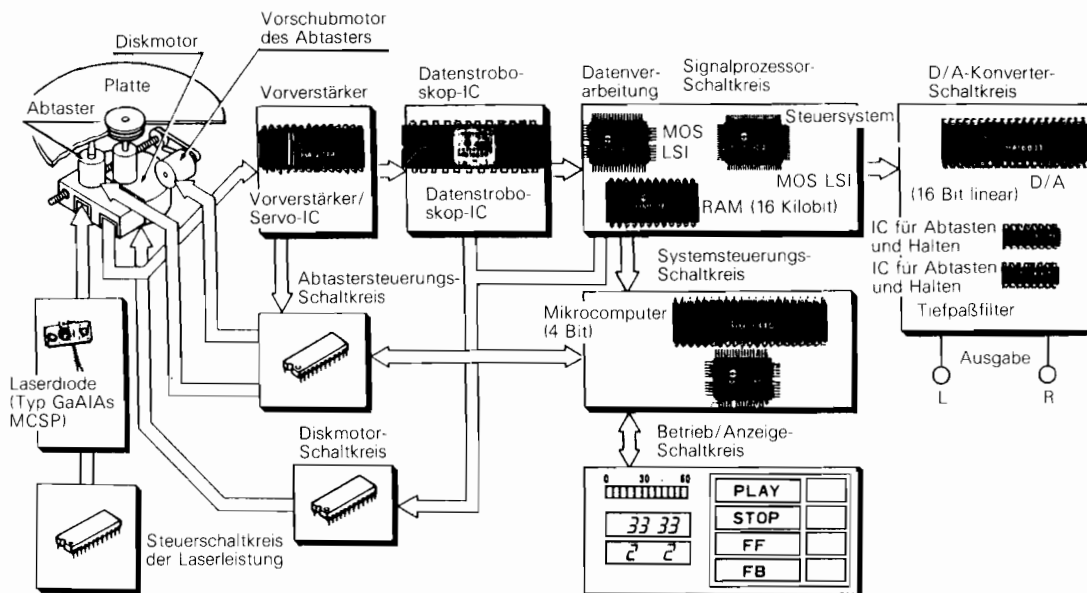 Vorschubmotor
des Abtasters
Diskmotor
Platte
Abtaster
Vorverstärker
Vorverstärker/
Servo-IC
Datenstrobo-
skop-IC
Datenstrobo-
skop-IC
Datenver-
arbeitung
Signalprozessor-
Schaltkreis
Steuersystem
MOS
LSI
MOS LSI
RAM (16 Kilobit)
D/A-Konverter-
Schaltkreis
D/A
(16 Bit linear)
IC für Abtasten
und Halten
IC für Abtasten
und Halten
Tiefpaßfilter
Ausgabe
L
R
Abtastersteuerungs-
Schaltkreis
Systemsteuerungs-
Schaltkreis
Mikrocomputer
(4 Bit)
Laserdiode
(Typ GaAlAs
MCSP)
Diskmotor-
Schaltkreis
Betrieb/Anzeige-
Schaltkreis
0 30 60
33 33
2 2
PLAY
STOP
FF
FB
Steuerschaltkreis
der Laserleistung